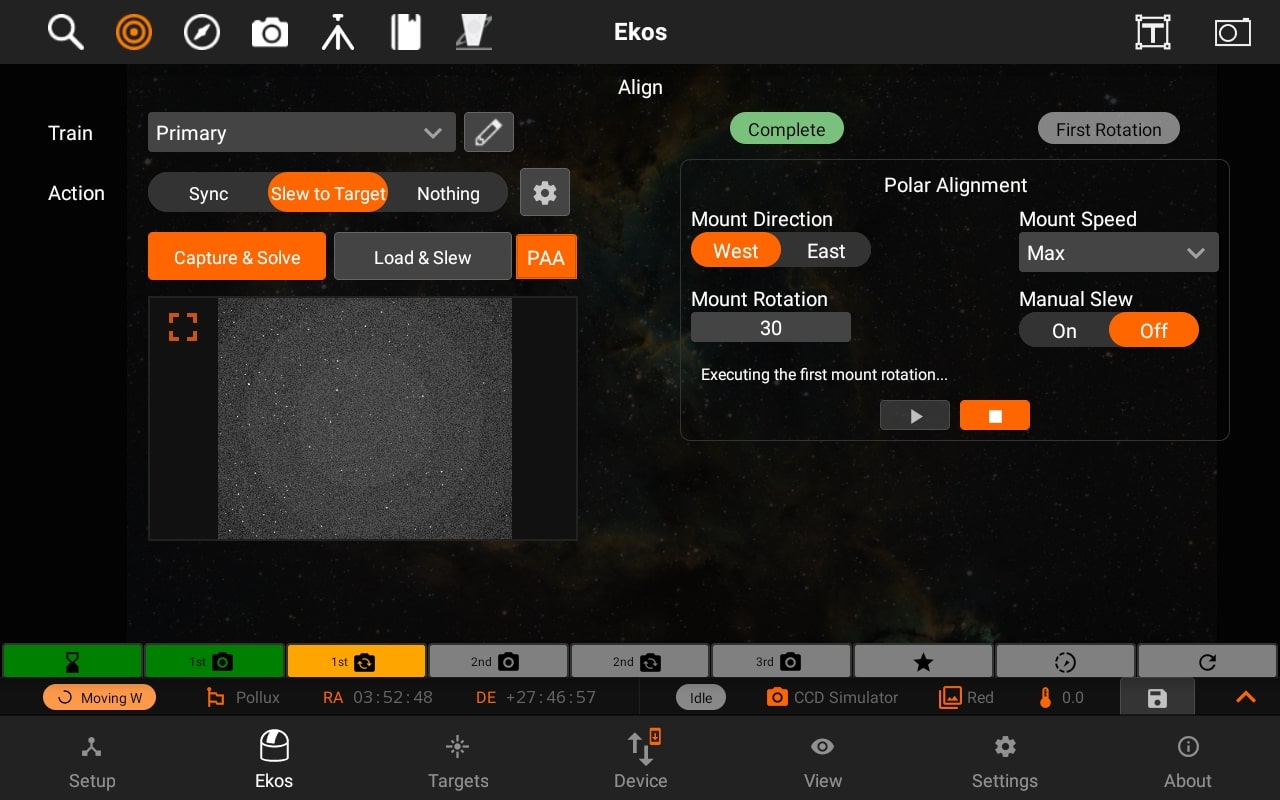 Ekos
Align
Train Primary Complete First Rotation
Action Sync Slew to Target Nothing
Polar Alignment
Mount Direction Mount Speed
West East Max
Capture & Solve Load & Slew PAA
Mount Rotation Manual Slew
30 On Off
Executing the first mount rotation...
1st 1st 2nd 2nd 3rd
Moving W Pollux RA 03:52:48 DE +27:46:57 Idle CCD Simulator Red 0.0
Setup Ekos Targets Device View Settings About